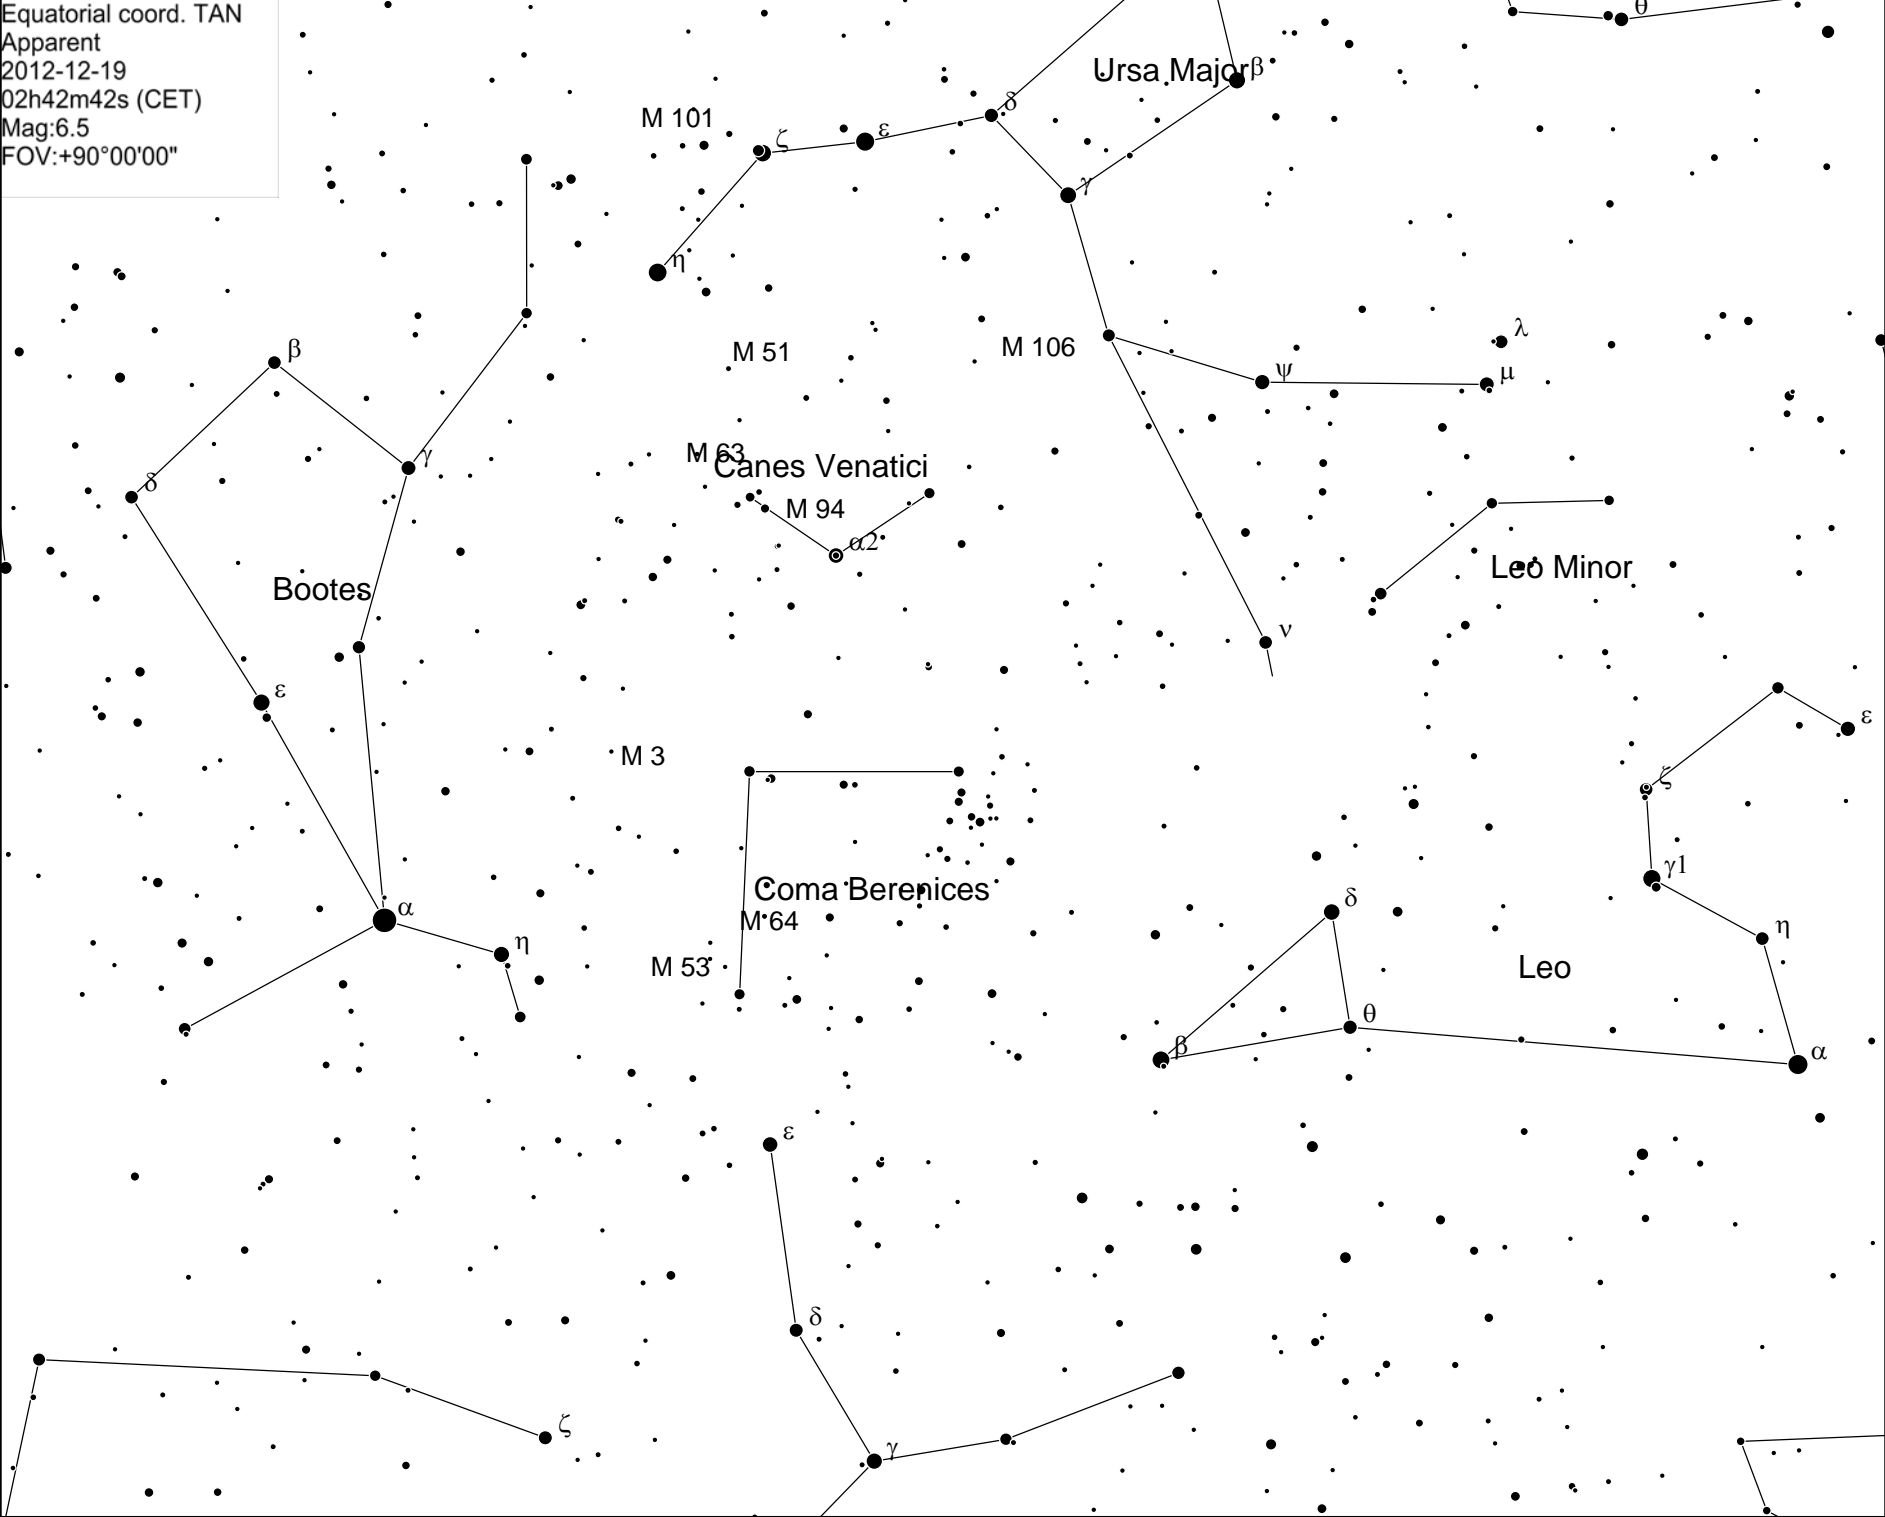 Equatorial coord. TAN
Apparent
2012-12-19
02h42m42s (CET)
Mag:6.5
FOV:+90°00'00"
θ
Ursa Major
β
δ
M 101
ζ
ε
γ
η
λ
M 51
M 106
ψ
μ
β
γ
M 63
Canes Venatici
δ
M 94
α2
Bootes
Leo Minor
ν
ε
ε
M 3
ζ
γ1
Coma Berenices
δ
α
M 64
η
η
M 53
Leo
θ
β
α
ε
δ
ζ
γ